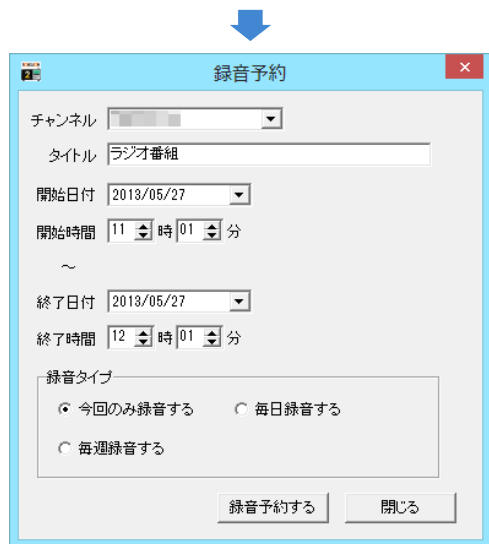 録音予約
チャンネル
タイトル ラジオ番組
開始日付 2013/05/27
開始時間 11 時 01 分
～
終了日付 2013/05/27
終了時間 12 時 01 分
録音タイプ
今回のみ録音する 毎日録音する
毎週録音する
録音予約する 閉じる